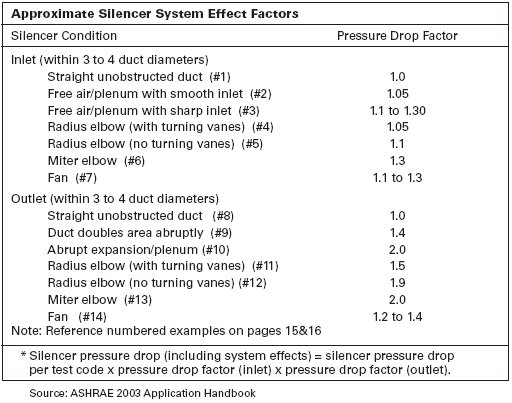 Approximate Silencer System Effect Factors
Silencer Condition Pressure Drop Factor
Inlet (within 3 to 4 duct diameters)
Straight unobstructed duct (#1) 1.0
Free air/plenum with smooth inlet (#2) 1.05
Free air/plenum with sharp inlet (#3) 1.1 to 1.30
Radius elbow (with turning vanes) (#4) 1.05
Radius elbow (no turning vanes) (#5) 1.1
Miter elbow (#6) 1.3
Fan (#7) 1.1 to 1.3
Outlet (within 3 to 4 duct diameters)
Straight unobstructed duct (#8) 1.0
Duct doubles area abruptly (#9) 1.4
Abrupt expansion/plenum (#10) 2.0
Radius elbow (with turning vanes) (#11) 1.5
Radius elbow (no turning vanes) (#12) 1.9
Miter elbow (#13) 2.0
Fan (#14) 1.2 to 1.4
Note: Reference numbered examples on pages 15&16
* Silencer pressure drop (including system effects) = silencer pressure drop
per test code x pressure drop factor (inlet) x pressure drop factor (outlet).
Source: ASHRAE 2003 Application Handbook